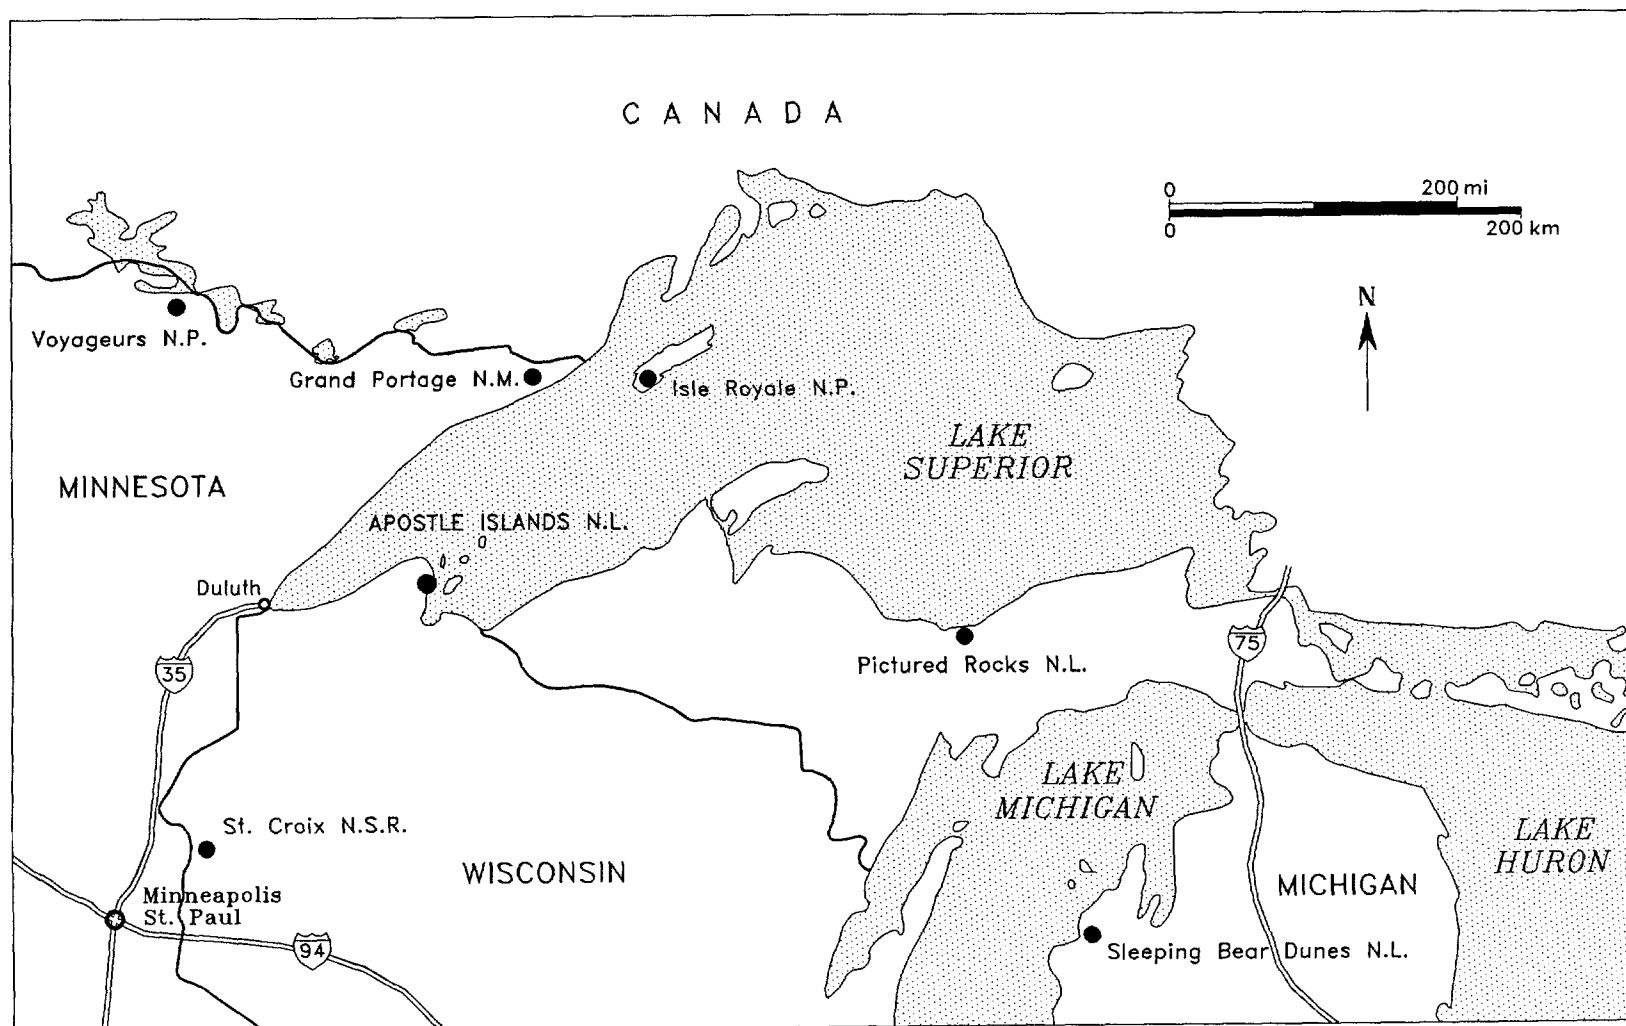 CANADA
0 200 mi
0 200 km
N
Voyageurs N.P.
Grand Portage N.M.
Isle Royale N.P.
LAKE
SUPERIOR
MINNESOTA
APOSTLE ISLANDS N.L.
Duluth
35
75
Pictured Rocks N.L.
LAKE
MICHIGAN
St. Croix N.S.R.
LAKE
HURON
WISCONSIN
MICHIGAN
Minneapolis
St. Paul
94
Sleeping Bear Dunes N.L.